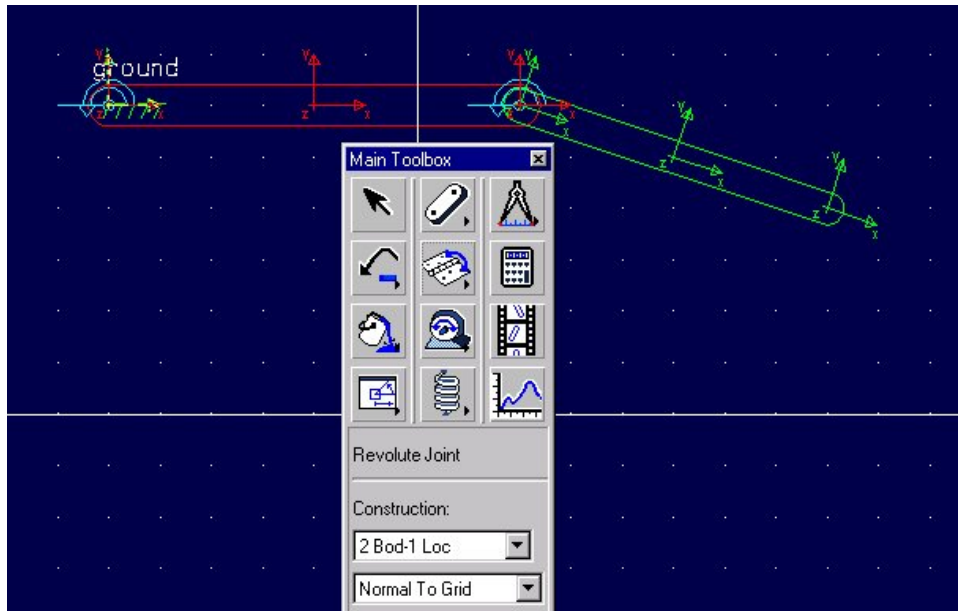 ground
Y
Y
Y
Y
Y
Y
x
x
x
x
x
x
z
z
z
z
z
Main Toolbox
Revolute Joint
Construction:
2 Bod-1 Loc
Normal To Grid